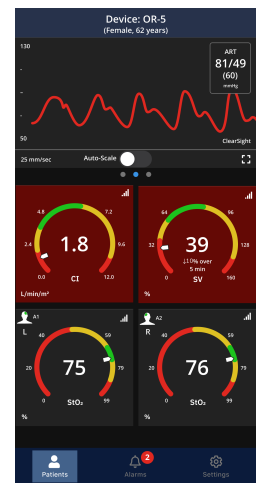 Device: OR-5
(Female, 62 years)
130
ART
81/49
(60)
mmHg
50
ClearSight
25 mm/sec
Auto-Scale
4.8
7.2
2.4
9.6
1.8
0.0
12.0
CI
L/min/m²
64
96
32
128
39
↓10% over
5 min
0
160
SV
%
A1
L
40
59
20
79
75
0
99
StO₂
%
A2
R
40
59
20
79
76
0
99
StO₂
%
2
Patients
Alarms
Settings